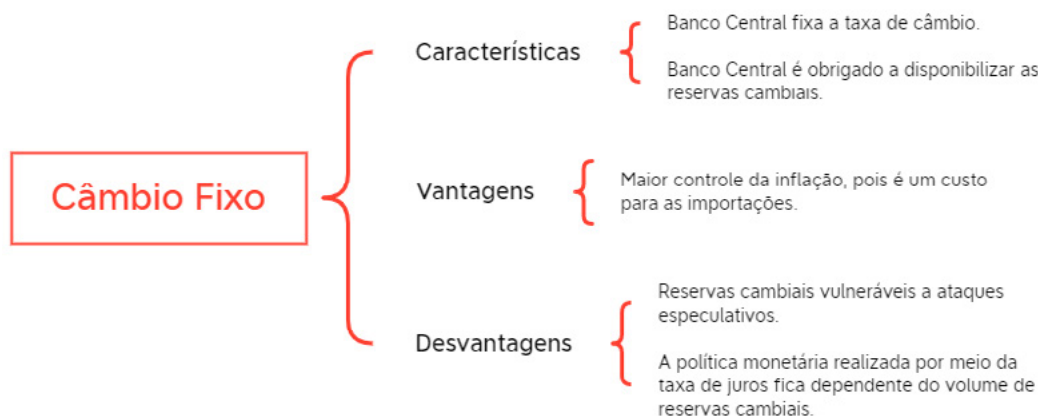 Câmbio Fixo
Características
Banco Central fixa a taxa de câmbio.
Banco Central é obrigado a disponibilizar as
reservas cambiais.
Vantagens
Maior controle da inflação, pois é um custo
para as importações.
Desvantagens
Reservas cambiais vulneráveis a ataques
especulativos.
A política monetária realizada por meio da
taxa de juros fica dependente do volume de
reservas cambiais.